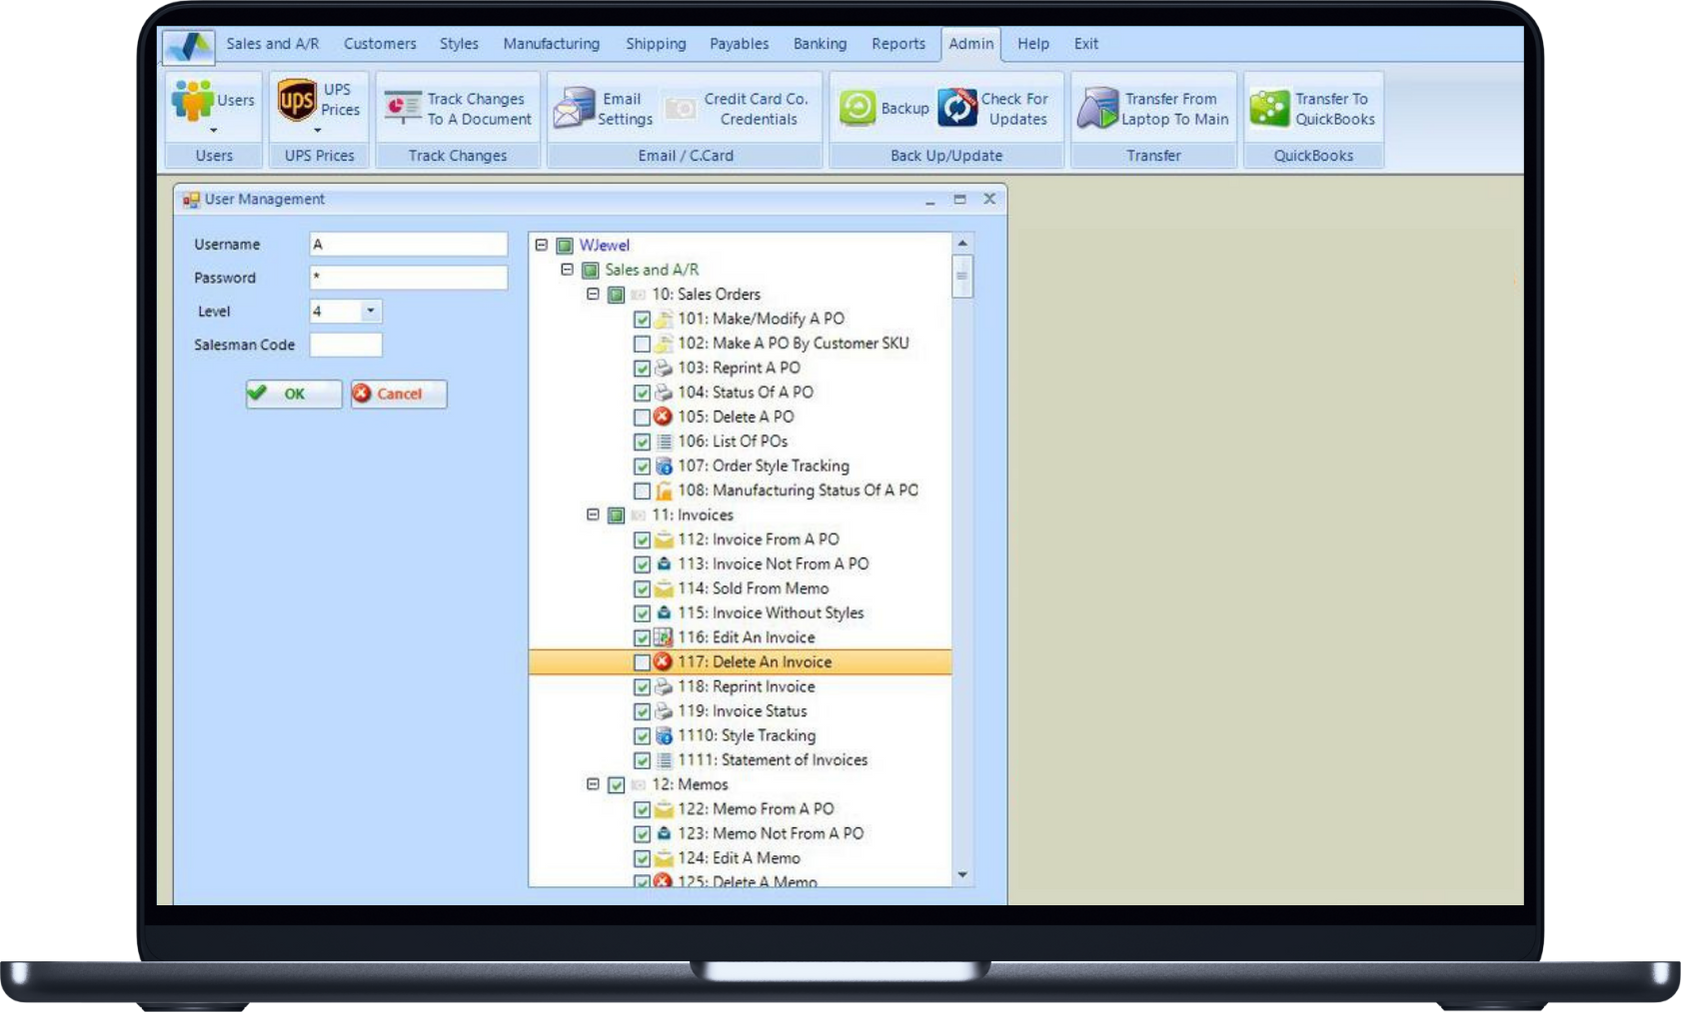 Sales and A/R Customers Styles Manufacturing Shipping Payables Banking Reports Admin Help Exit
Users
ups
UPS Prices
Track Changes To A Document
Email Settings
Credit Card Co. Credentials
Backup
Check For Updates
Transfer From Laptop To Main
Transfer To QuickBooks
Users UPS Prices Track Changes Email / C.Card Back Up/Update Transfer QuickBooks
User Management
Username A
Password *
Level 4
Salesman Code
OK Cancel
WJewel
Sales and A/R
10: Sales Orders
101: Make/Modify A PO
102: Make A PO By Customer SKU
103: Reprint A PO
104: Status Of A PO
105: Delete A PO
106: List Of POs
107: Order Style Tracking
108: Manufacturing Status Of A PO
11: Invoices
112: Invoice From A PO
113: Invoice Not From A PO
114: Sold From Memo
115: Invoice Without Styles
116: Edit An Invoice
117: Delete An Invoice
118: Reprint Invoice
119: Invoice Status
1110: Style Tracking
1111: Statement of Invoices
12: Memos
122: Memo From A PO
123: Memo Not From A PO
124: Edit A Memo
125: Delete A Memo